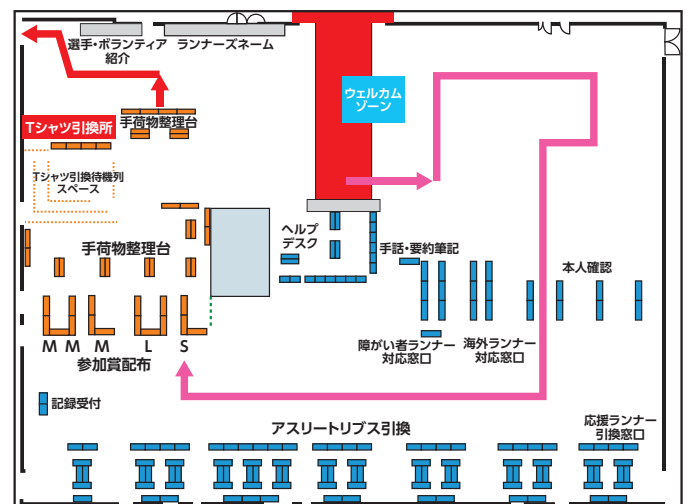 選手・ボランティア
紹介
ランナーズネーム
ウェルカム
ゾーン
Tシャツ引換所
手荷物整理台
Tシャツ引換待機列
スペース
手荷物整理台
ヘルプ
デスク
手話・要約筆記
本人確認
障がい者ランナー
対応窓口
海外ランナー
対応窓口
M M M L S
参加賞配布
記録受付
アスリートリブス引換
応援ランナー
引換窓口